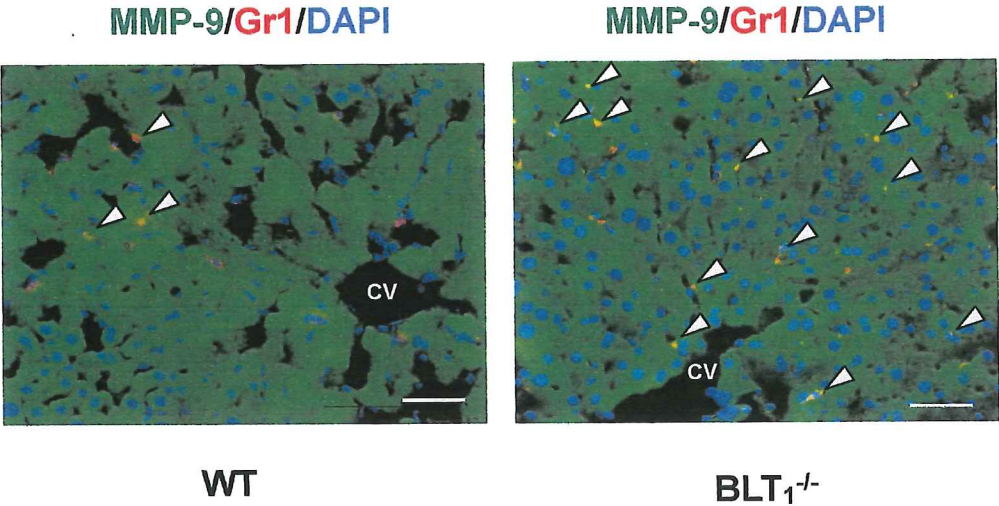 MMP-9/Gr1/DAPI
MMP-9/Gr1/DAPI
CV
CV
WT
BLT₁⁻/⁻